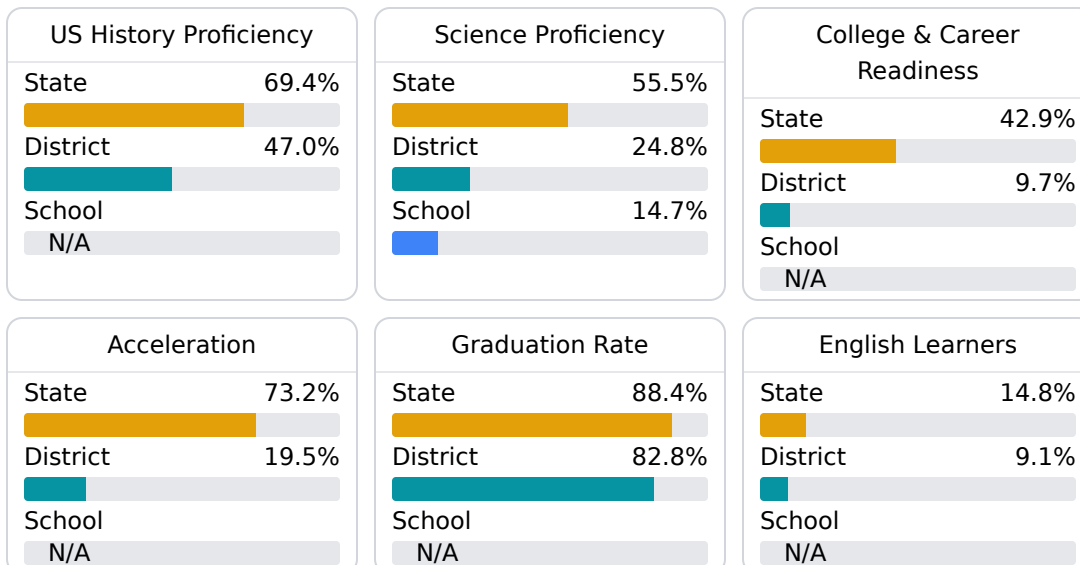 US History Proficiency
State 69.4%
District 47.0%
School
N/A
Science Proficiency
State 55.5%
District 24.8%
School 14.7%
College & Career
Readiness
State 42.9%
District 9.7%
School
N/A
Acceleration
State 73.2%
District 19.5%
School
N/A
Graduation Rate
State 88.4%
District 82.8%
School
N/A
English Learners
State 14.8%
District 9.1%
School
N/A